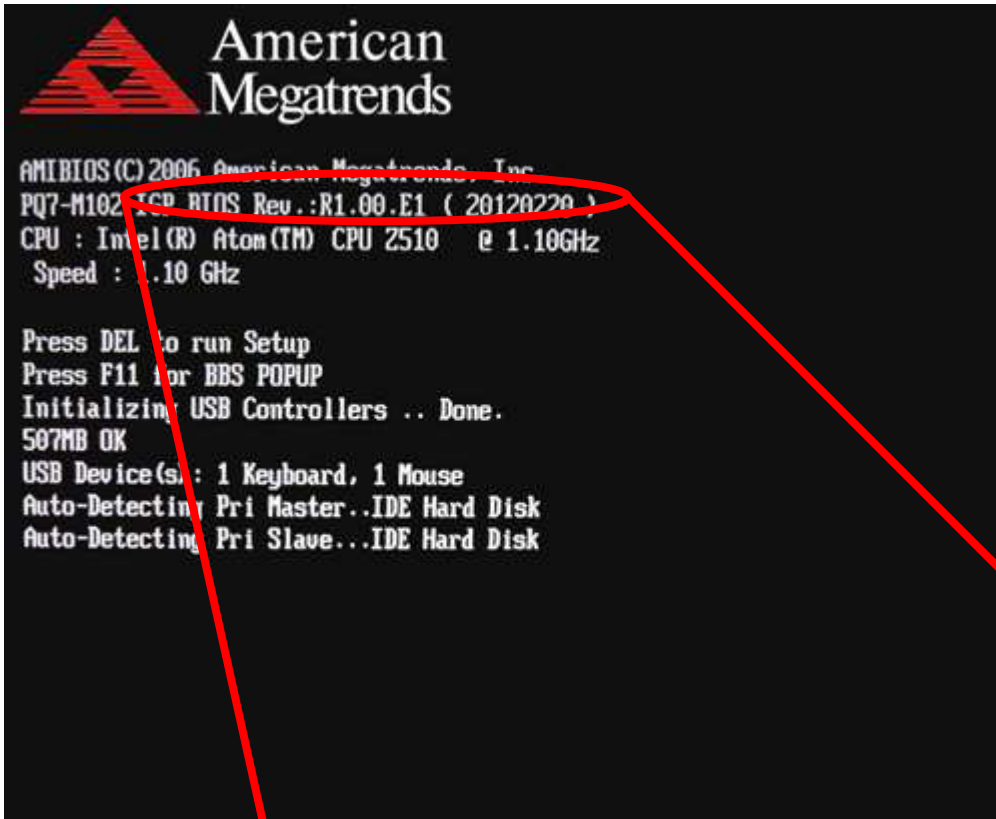 American
Megatrends
AMIBIOS(C)2006 American Megatrends, Inc.
PQ7-M102 IGP BIOS Rev.:R1.00.E1 ( 20120220 )
CPU : Intel(R) Atom(TM) CPU Z510 @ 1.10GHz
Speed : 1.10 GHz
Press DEL to run Setup
Press F11 for BBS POPUP
Initializing USB Controllers .. Done.
507MB OK
USB Device(s): 1 Keyboard, 1 Mouse
Auto-Detecting Pri Master..IDE Hard Disk
Auto-Detecting Pri Slave...IDE Hard Disk